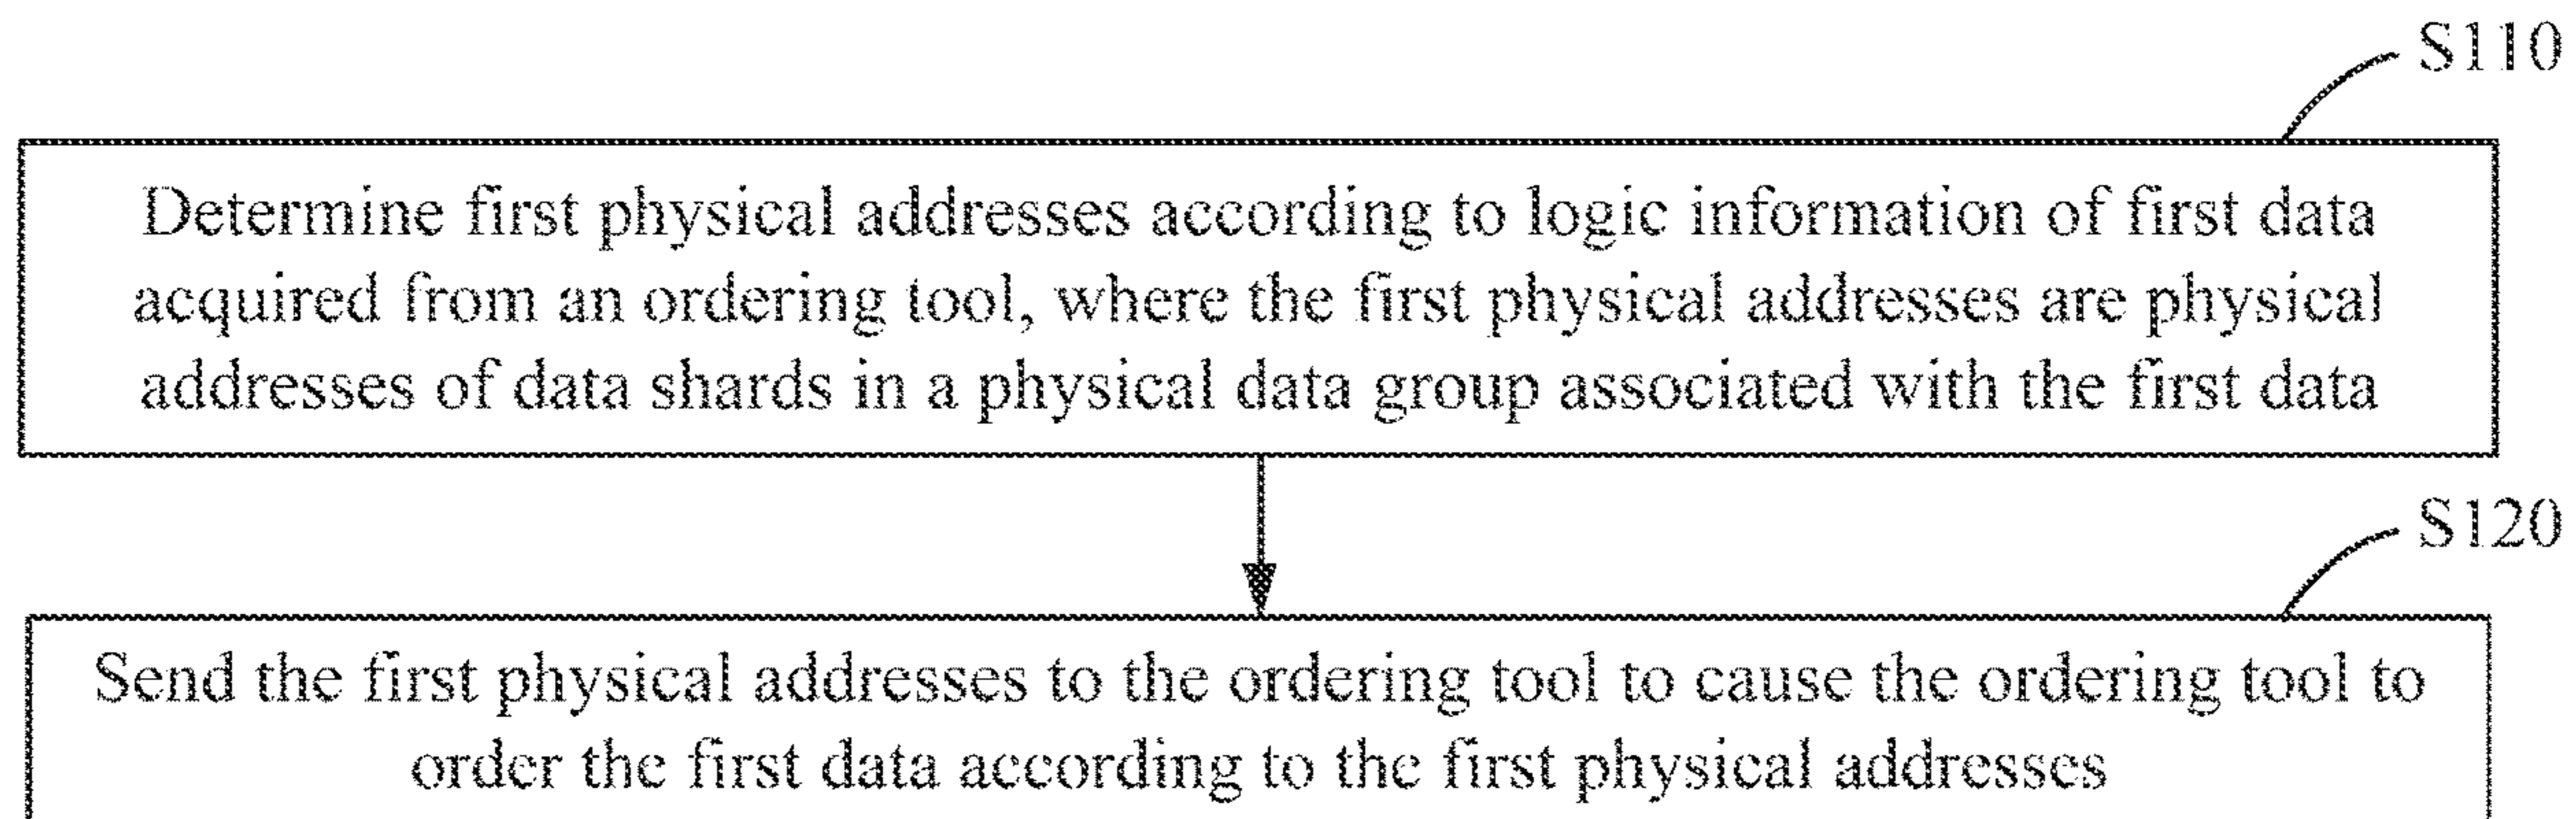 S110
Determine first physical addresses according to logic information of first data
acquired from an ordering tool, where the first physical addresses are physical
addresses of data shards in a physical data group associated with the first data
S120
Send the first physical addresses to the ordering tool to cause the ordering tool to
order the first data according to the first physical addresses